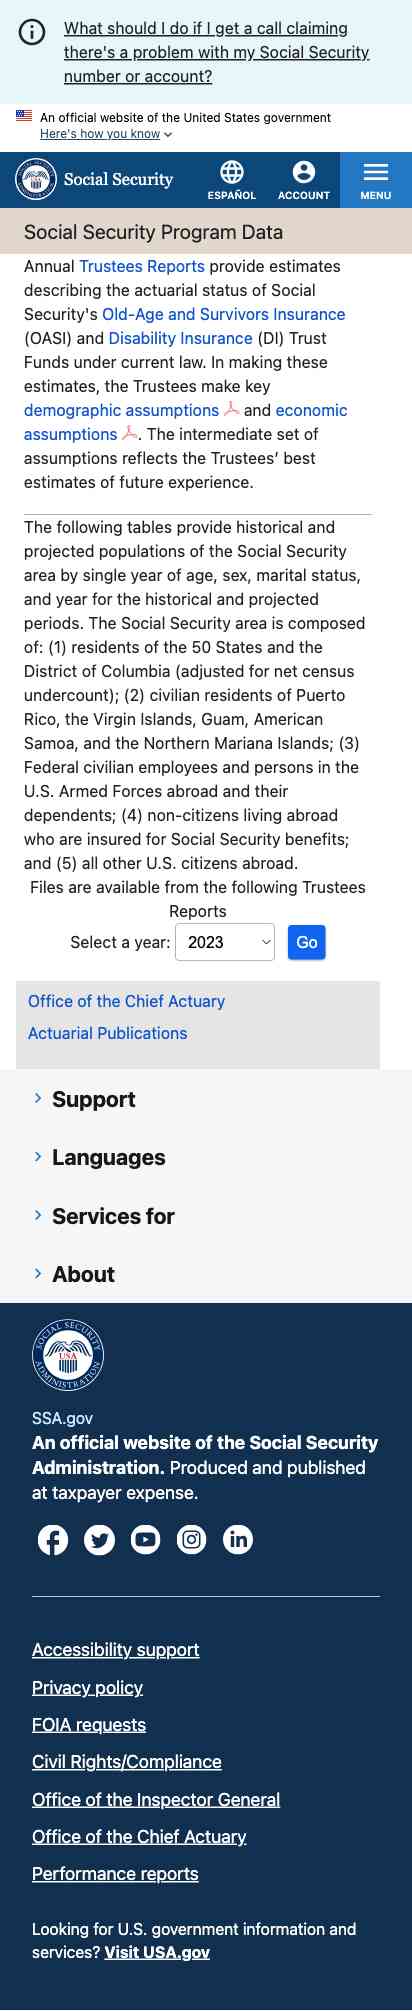 What should I do if I get a call claiming
there's a problem with my Social Security
number or account?
An official website of the United States government
Here's how you know
Social Security
ESPAÑOL
ACCOUNT
MENU
Social Security Program Data
Annual Trustees Reports provide estimates
describing the actuarial status of Social
Security's Old-Age and Survivors Insurance
(OASI) and Disability Insurance (DI) Trust
Funds under current law. In making these
estimates, the Trustees make key
demographic assumptions and economic
assumptions . The intermediate set of
assumptions reflects the Trustees’ best
estimates of future experience.
The following tables provide historical and
projected populations of the Social Security
area by single year of age, sex, marital status,
and year for the historical and projected
periods. The Social Security area is composed
of: (1) residents of the 50 States and the
District of Columbia (adjusted for net census
undercount); (2) civilian residents of Puerto
Rico, the Virgin Islands, Guam, American
Samoa, and the Northern Mariana Islands; (3)
Federal civilian employees and persons in the
U.S. Armed Forces abroad and their
dependents; (4) non-citizens living abroad
who are insured for Social Security benefits;
and (5) all other U.S. citizens abroad.
Files are available from the following Trustees
Reports
Select a year: 2023 Go
Office of the Chief Actuary
Actuarial Publications
Support
Languages
Services for
About
SOCIAL SECURITY ADMINISTRATION
USA
SSA.gov
An official website of the Social Security
Administration. Produced and published
at taxpayer expense.
Accessibility support
Privacy policy
FOIA requests
Civil Rights/Compliance
Office of the Inspector General
Office of the Chief Actuary
Performance reports
Looking for U.S. government information and
services? Visit USA.gov